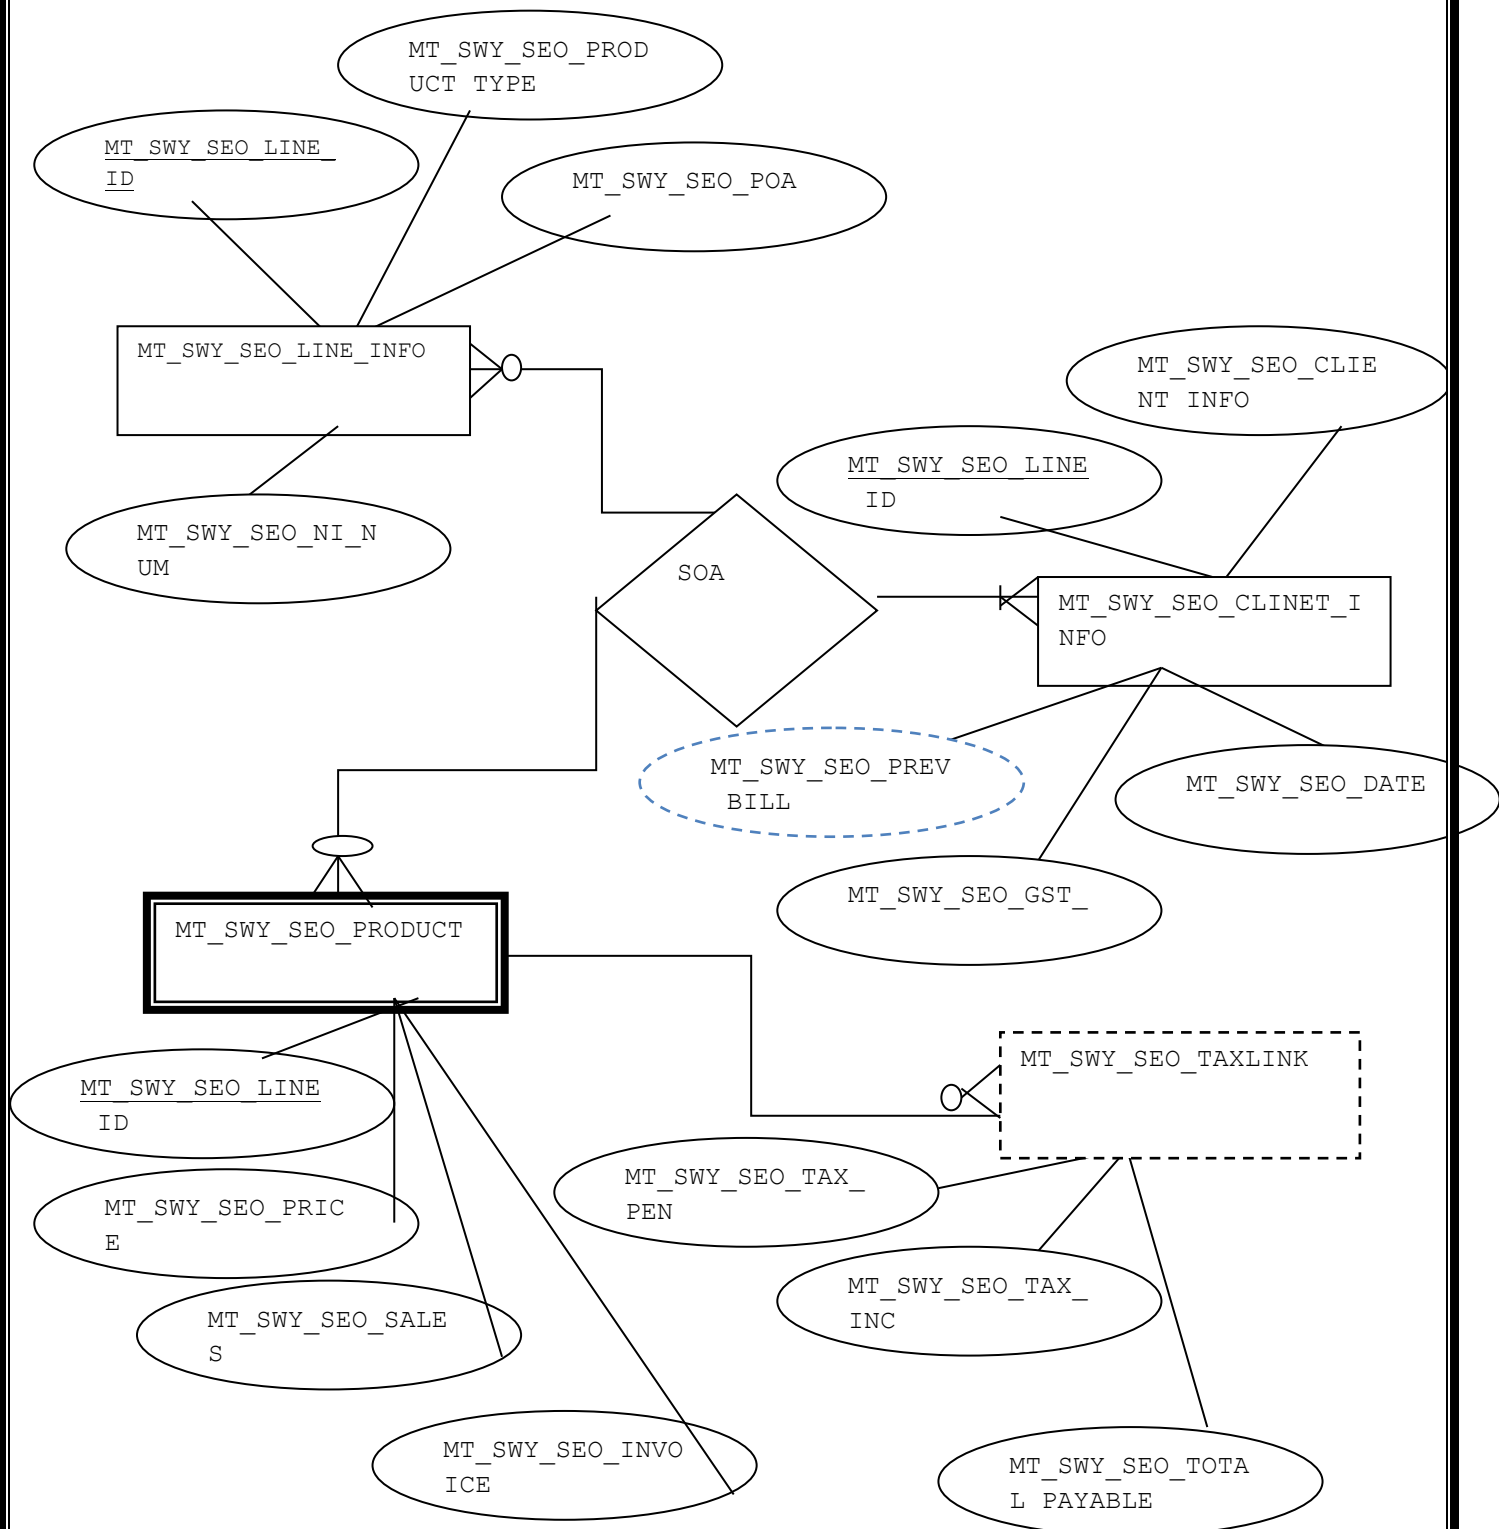 MT_SWY_SEO_PROD
UCT TYPE
MT_SWY_SEO_LINE_
ID
MT_SWY_SEO_POA
MT_SWY_SEO_LINE_INFO
MT_SWY_SEO_CLIE
NT INFO
MT_SWY_SEO_LINE
ID
MT_SWY_SEO_NI_N
UM
SOA
MT_SWY_SEO_CLINET_I
NFO
MT_SWY_SEO_PREV
BILL
MT_SWY_SEO_DATE
MT_SWY_SEO_GST_
MT_SWY_SEO_PRODUCT
MT_SWY_SEO_TAXLINK
MT_SWY_SEO_LINE
ID
MT_SWY_SEO_TAX_
PEN
MT_SWY_SEO_PRIC
E
MT_SWY_SEO_TAX_
INC
MT_SWY_SEO_SALE
S
MT_SWY_SEO_INVO
ICE
MT_SWY_SEO_TOTA
L PAYABLE